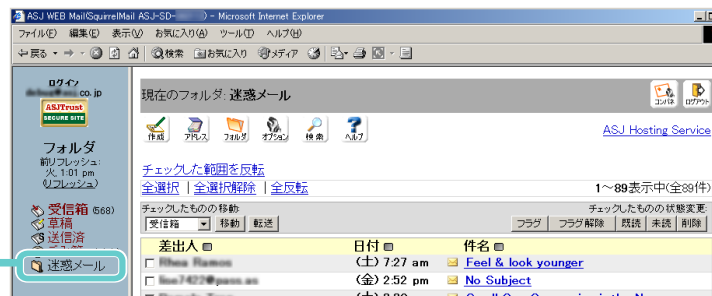 ASJ WEB Mail(SquirrelMail ASJ-SD- ) - Microsoft Internet Explorer
ファイル(F) 編集(E) 表示(V) お気に入り(A) ツール(T) ヘルプ(H)
戻る 検索 お気に入り メディア
ログイン
co. jp
ASJTrust
SECURE SITE
フォルダ
前リフレッシュ:
火, 1:01 pm
(リフレッシュ)
受信箱 (568)
草稿
送信済
迷惑メール
現在のフォルダ: 迷惑メール
コンパネ ログアウト
作成 アドレス フォルダ オプション 検索 ヘルプ
ASJ Hosting Service
チェックした範囲を反転
全選択 | 全選択解除 | 全反転
1～89表示中(全89件)
チェックしたものの移動: チェックしたものの状態変更:
受信箱 移動 転送 フラグ フラグ解除 既読 未読 削除
差出人 日付 件名
(土) 7:27 am Feel & look younger
(金) 2:52 pm No Subject